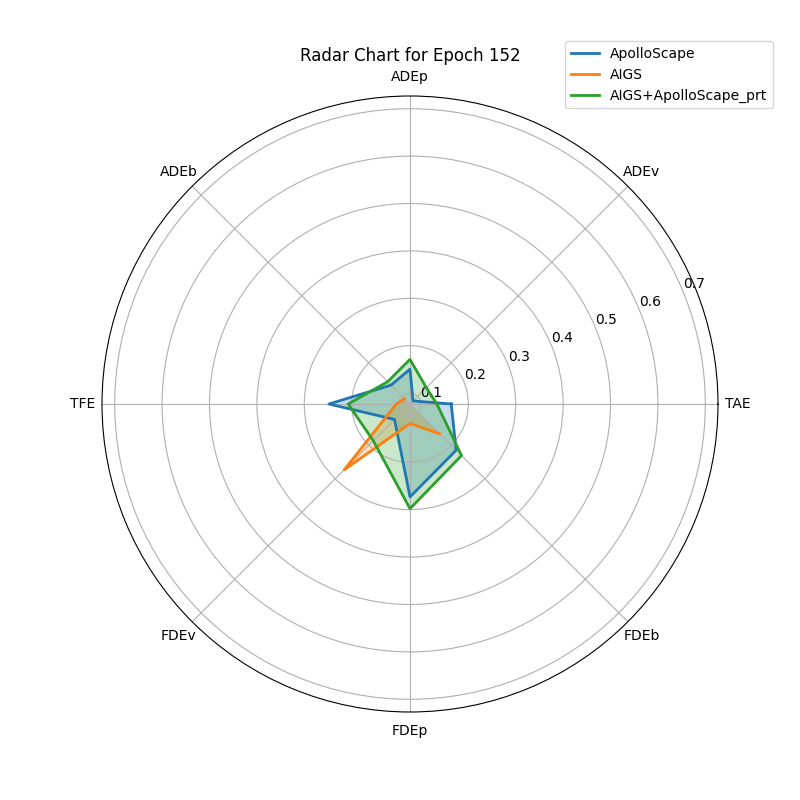 Radar Chart for Epoch 152
ApolloScape
AIGS
AIGS+ApolloScape_prt
ADEp
ADEb
ADEv
0.7
0.6
0.5
0.4
0.3
0.2
0.1
TFE
TAE
FDEv
FDEb
FDEp